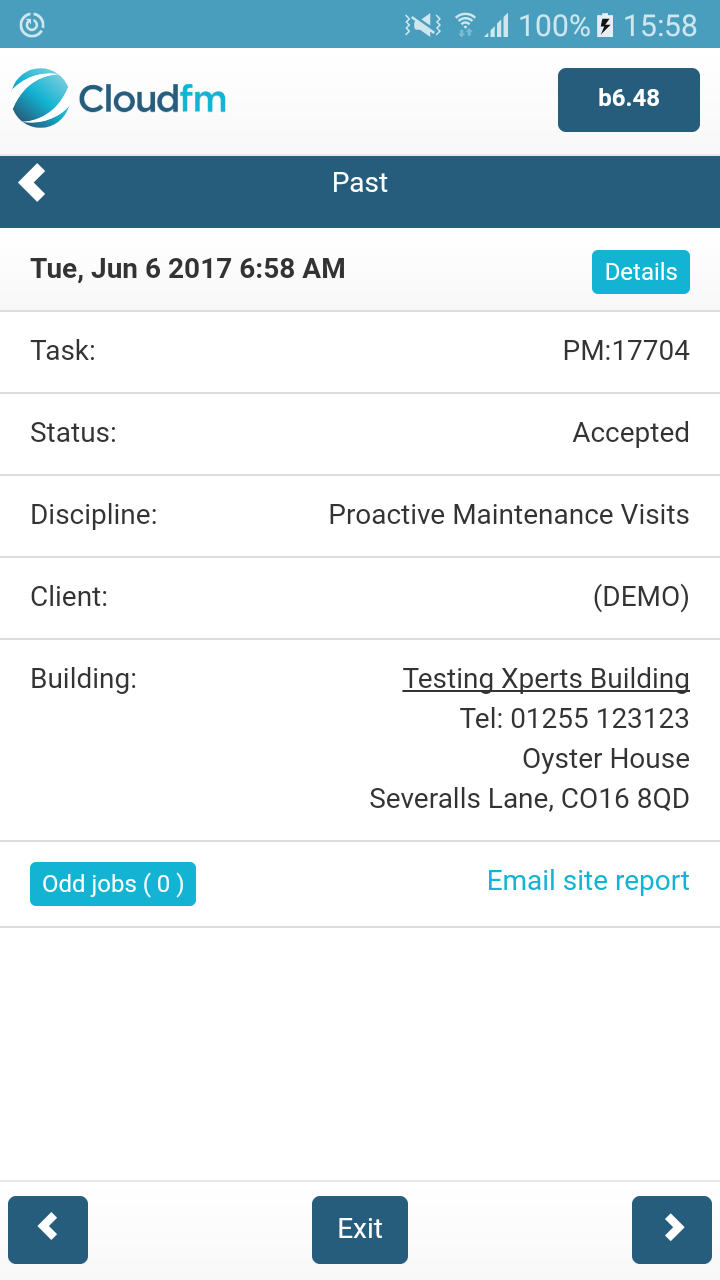 100% 15:58
Cloudfm
b6.48
Past
Tue, Jun 6 2017 6:58 AM
Details
Task: PM:17704
Status: Accepted
Discipline: Proactive Maintenance Visits
Client: (DEMO)
Building: Testing Xperts Building
Tel: 01255 123123
Oyster House
Severalls Lane, CO16 8QD
Odd jobs ( 0 ) Email site report
Exit